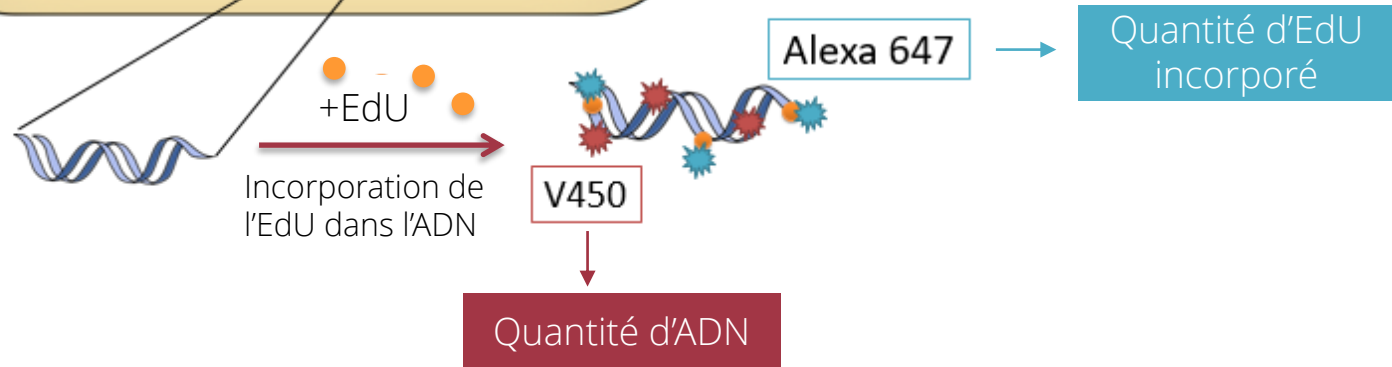 Alexa 647
Quantité d’EdU
incorporé
+EdU
Incorporation de
l’EdU dans l’ADN
V450
Quantité d’ADN